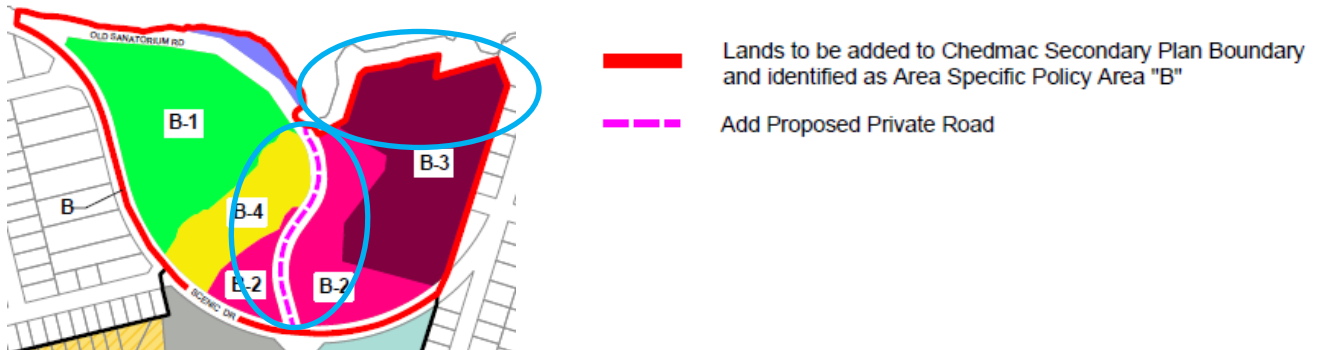 OLD SANATORIUM RD
B-1
B-3
B
B-4
B-2
B-2
SCENIC DR
Lands to be added to Chedmac Secondary Plan Boundary
and identified as Area Specific Policy Area "B"
Add Proposed Private Road